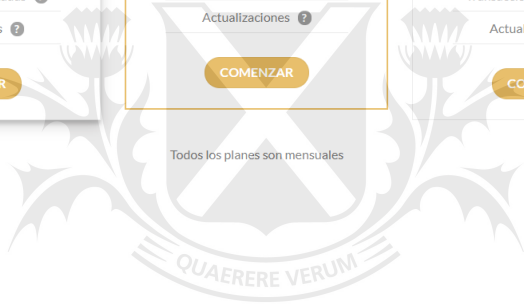 Actualizaciones ?
?
COMENZAR
Todos los planes son mensuales
QUAERERE VERUM